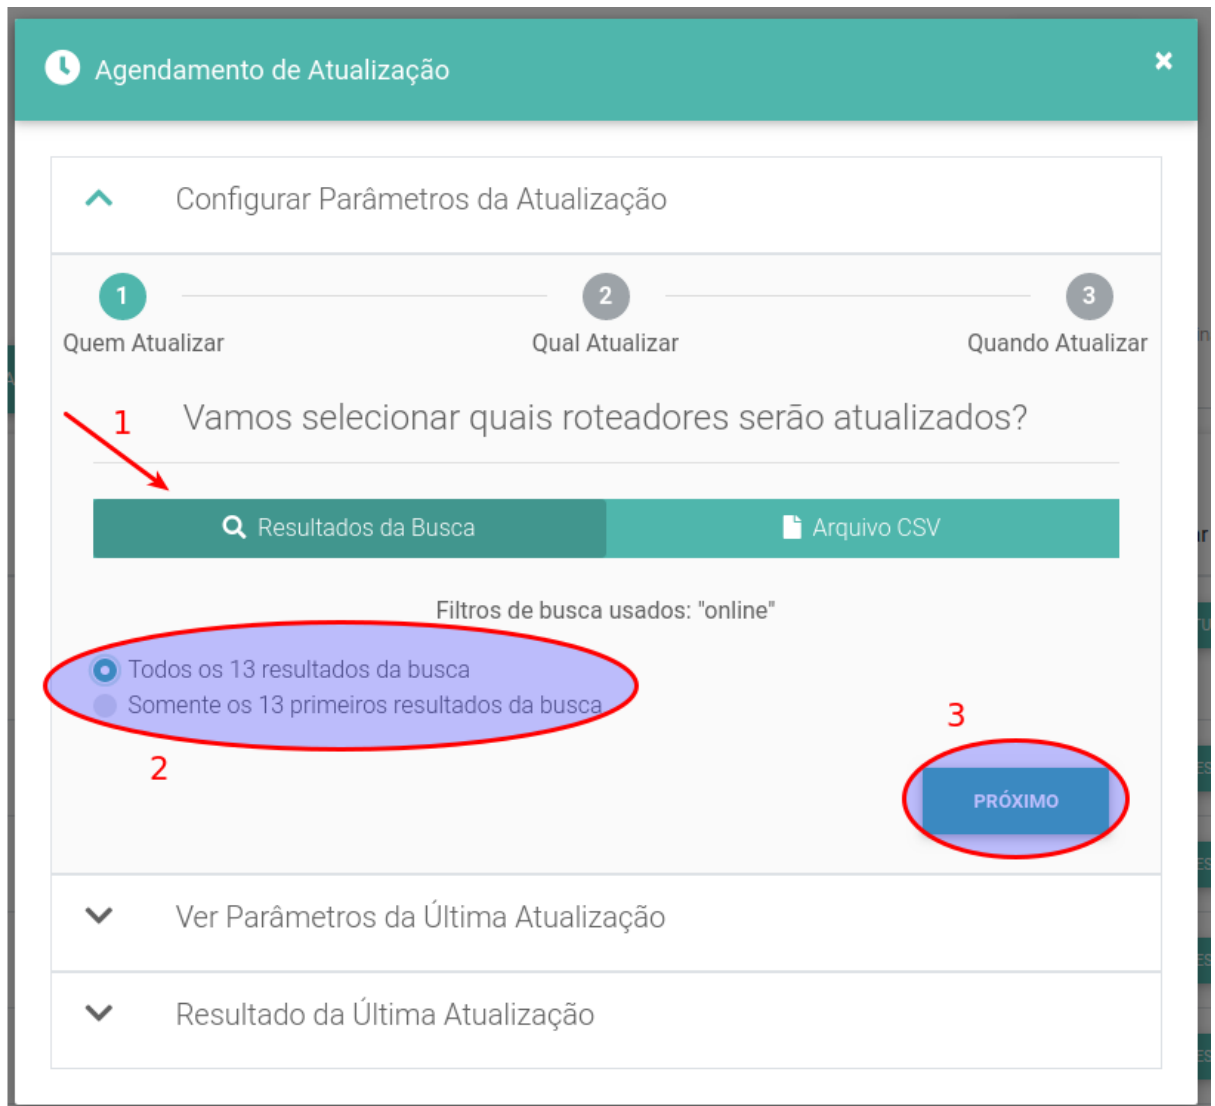 Agendamento de Atualização
×
Configurar Parâmetros da Atualização
1 2 3
Quem Atualizar Qual Atualizar Quando Atualizar
1
Vamos selecionar quais roteadores serão atualizados?
Resultados da Busca Arquivo CSV
Filtros de busca usados: "online"
Todos os 13 resultados da busca
Somente os 13 primeiros resultados da busca
2
3
PRÓXIMO
Ver Parâmetros da Última Atualização
Resultado da Última Atualização